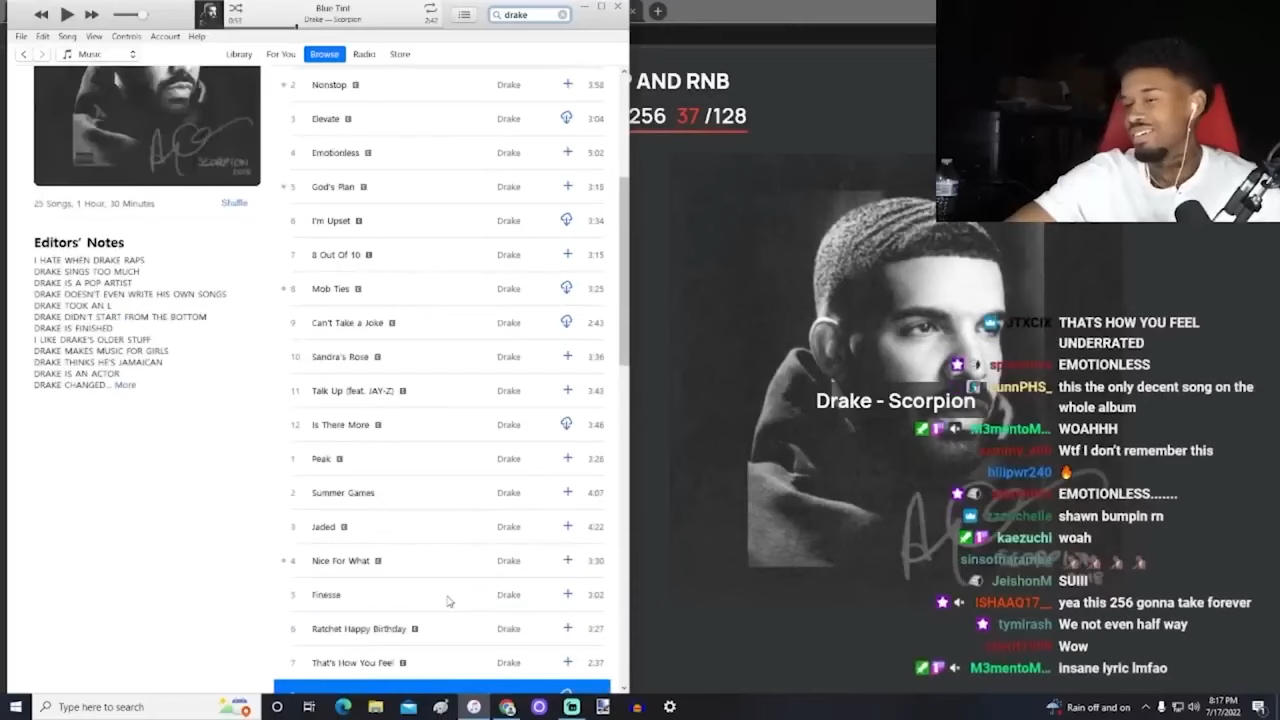 Blue Tint
Drake — Scorpion
0:53
2:42
drake
File Edit Song View Controls Account Help
Music
Library For You Browse Radio Store
2 Nonstop E Drake + 3:58
3 Elevate E Drake 3:04
4 Emotionless E Drake + 5:02
5 God's Plan E Drake + 3:18
6 I'm Upset E Drake 3:34
7 8 Out Of 10 E Drake + 3:15
8 Mob Ties E Drake 3:25
9 Can't Take a Joke E Drake 2:43
10 Sandra's Rose E Drake + 3:36
11 Talk Up (feat. JAY-Z) E Drake + 3:43
12 Is There More E Drake 3:46
1 Peak E Drake + 3:26
2 Summer Games Drake + 4:07
3 Jaded E Drake + 4:22
4 Nice For What E Drake + 3:30
5 Finesse Drake + 3:02
6 Ratchet Happy Birthday E Drake + 3:27
7 That's How You Feel E Drake + 2:37
SCORPION
2018
25 Songs, 1 Hour, 30 Minutes
Shuffle
Editors' Notes
I HATE WHEN DRAKE RAPS
DRAKE SINGS TOO MUCH
DRAKE IS A POP ARTIST
DRAKE DOESN'T EVEN WRITE HIS OWN SONGS
DRAKE TOOK AN L
DRAKE DIDN'T START FROM THE BOTTOM
DRAKE IS FINISHED
I LIKE DRAKE'S OLDER STUFF
DRAKE MAKES MUSIC FOR GIRLS
DRAKE THINKS HE'S JAMAICAN
DRAKE IS AN ACTOR
DRAKE CHANGED... More
AND RNB
256 37 /128
Drake - Scorpion
JTXCIX THATS HOW YOU FEEL
UNDERRATED
EMOTIONLESS
this the only decent song on the
whole album
M3mentoM... WOAHHH
Wtf I don't remember this
hliipwr240
EMOTIONLESS.......
shawn bumpin rn
kaezuchi woah
sinsofharambe
JeishonM SUIII
ISHAAQ17_ yea this 256 gonna take forever
tymirash We not even half way
Wow
M3mentoM... Insane lyric lmfao
Type here to search
Rain off and on
8:17 PM
7/17/2022